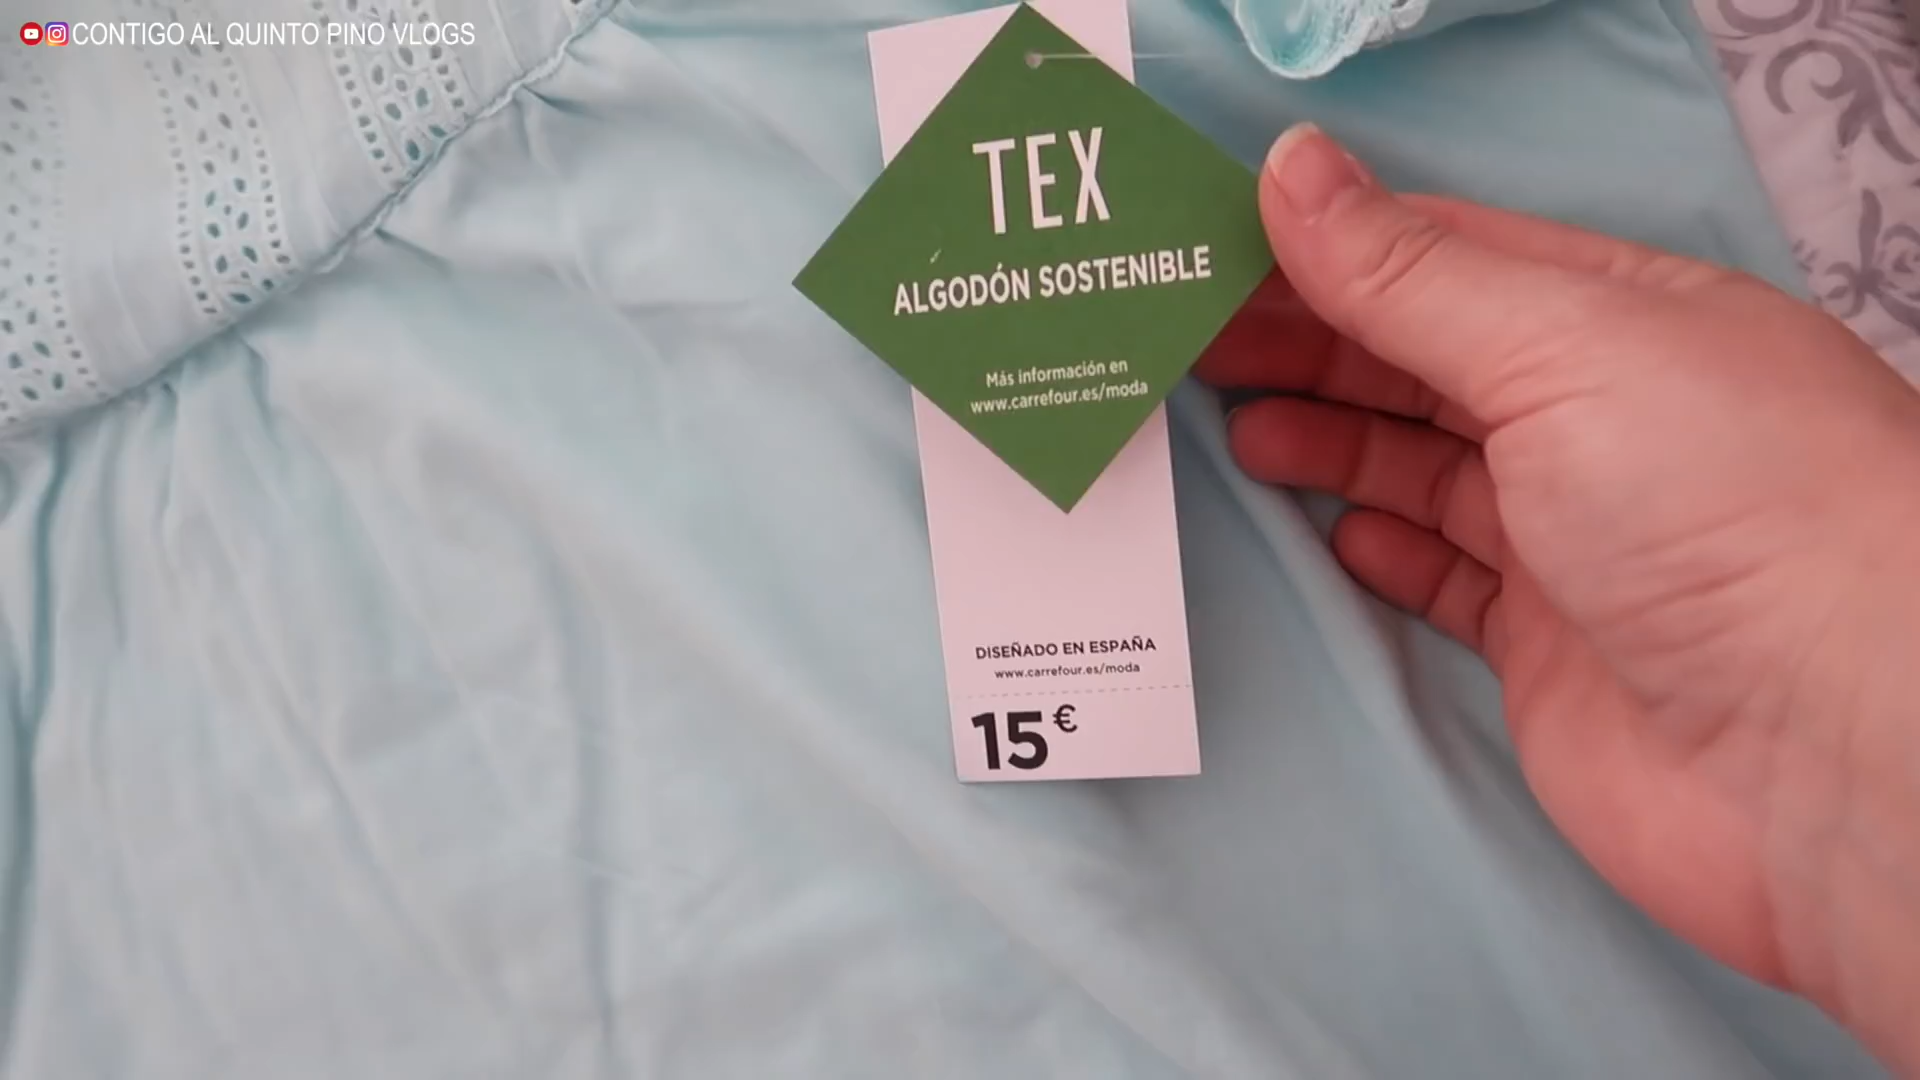 CONTIGO AL QUINTO PINO VLOGS
TEX
ALGODÓN SOSTENIBLE
Más información en
www.carrefour.es/moda
DISEÑADO EN ESPAÑA
www.carrefour.es/moda
15€